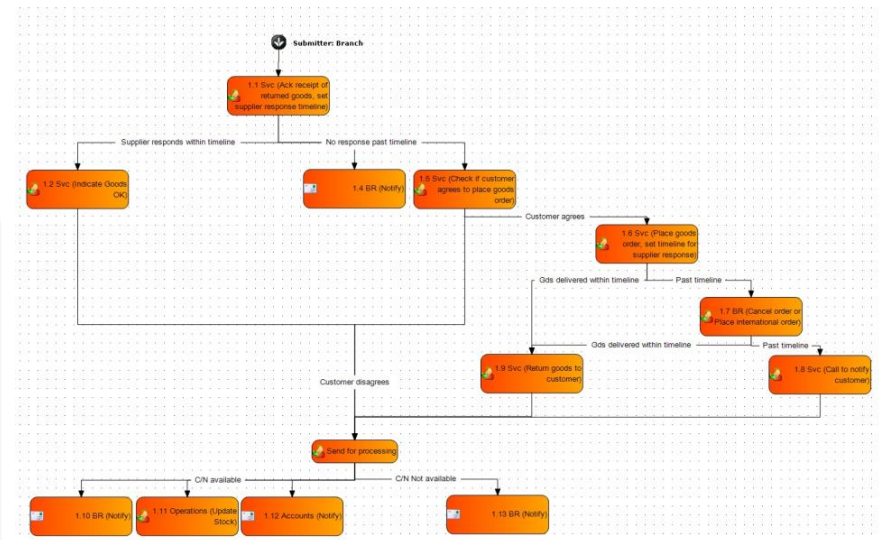 Submitter: Branch
1.1 Svc (Ack receipt of
returned goods, set
supplier response timeline)
Supplier responds within timeline
No response past timeline
1.2 Svc (Indicate Goods
OK)
1.4 BR (Notify)
1.5 Svc (Check if customer
agrees to place goods
order)
Customer agrees
1.6 Svc (Place goods
order, set timeline for
supplier response)
Gds delivered within timeline
Past timeline
1.7 BR (Cancel order or
Place international order)
Gds delivered within timeline
Past timeline
1.9 Svc (Return goods to
customer)
1.8 Svc (Call to notify
customer)
Customer disagrees
Send for processing
C/N available
C/N Not available
1.10 BR (Notify)
1.11 Operations (Update
Stock)
1.12 Accounts (Notify)
1.13 BR (Notify)